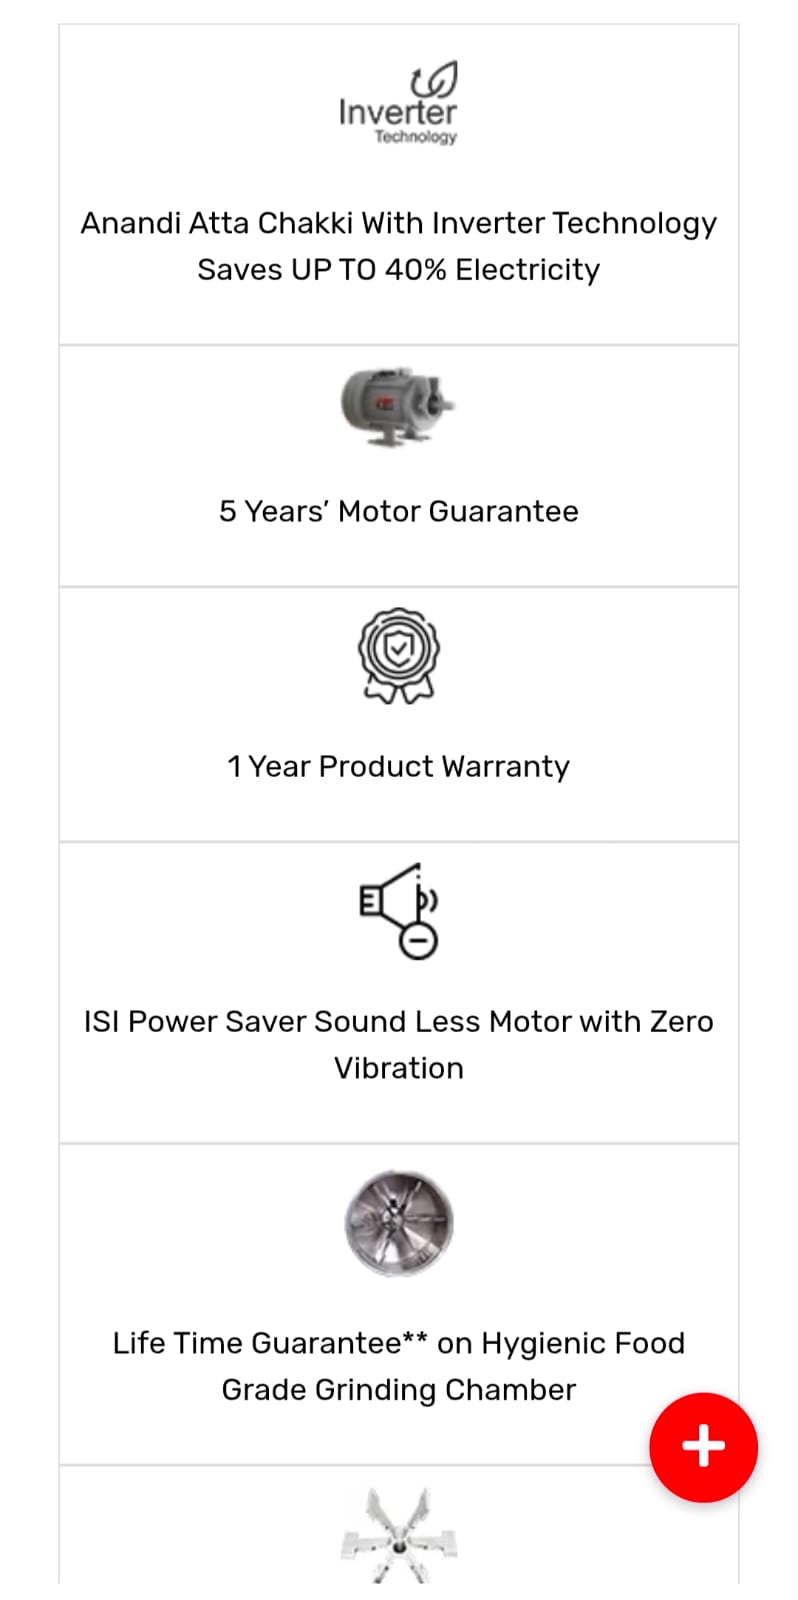 Inverter
Technology
Anandi Atta Chakki With Inverter Technology
Saves UP TO 40% Electricity
5 Years’ Motor Guarantee
1 Year Product Warranty
ISI Power Saver Sound Less Motor with Zero
Vibration
Life Time Guarantee** on Hygienic Food
Grade Grinding Chamber